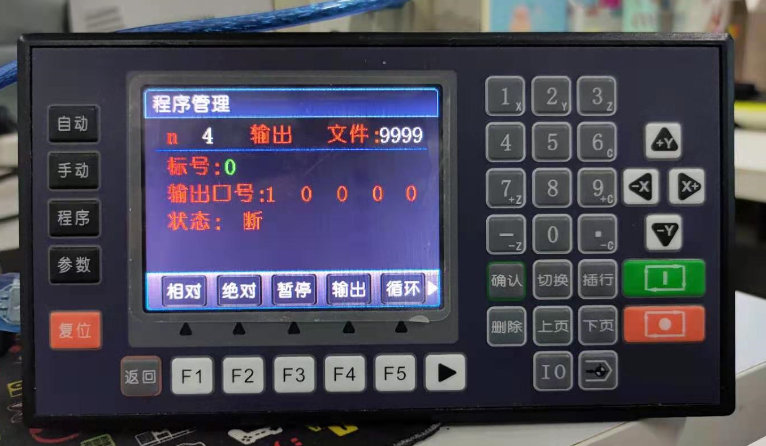 程序管理
n 4 输出 文件:9999
标号:0
输出口号:1 0 0 0 0
状态: 断
相对 绝对 暂停 输出 循环
自动
手动
程序
参数
复位
返回 F1 F2 F3 F4 F5
1X 2Y 3Z
4 5 6C
7+Z 8 9+C
—-Z 0 .-C
+Y
-X X+
-Y
确认 切换 插行
删除 上页 下页
IO